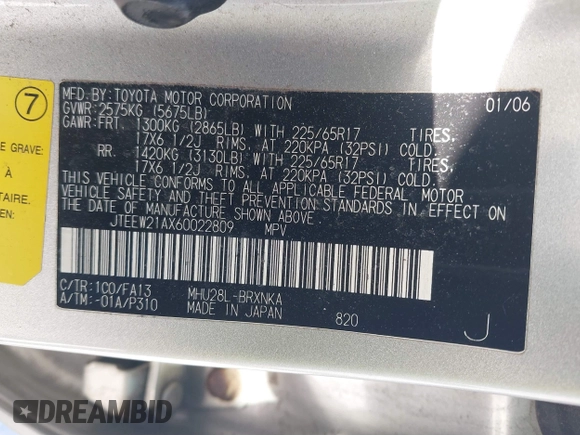 7
E GRAVE:
À
TAIRE,
JTE
MFD.BY:TOYOTA MOTOR CORPORATION 01/06
GVWR:2575KG (5675LB)
GAWR:FRT. 1300KG (2865LB) WITH 225/65R17 TIRES,
17X6 1/2J RIMS, AT 220KPA (32PSI) COLD.
RR. 1420KG (3130LB) WITH 225/65R17 TIRES,
17X6 1/2J RIMS, AT 220KPA (32PSI) COLD.
THIS VEHICLE CONFORMS TO ALL APPLICABLE FEDERAL MOTOR
VEHICLE SAFETY AND THEFT PREVENTION STANDARDS IN EFFECT ON
THE DATE OF MANUFACTURE SHOWN ABOVE.
JTEEW21AX60022809 MPV
C/TR:1C0/FA13 MHU28L-BRXNKA
A/TM:-01A/P310 MADE IN JAPAN 820
J
DREAMBID